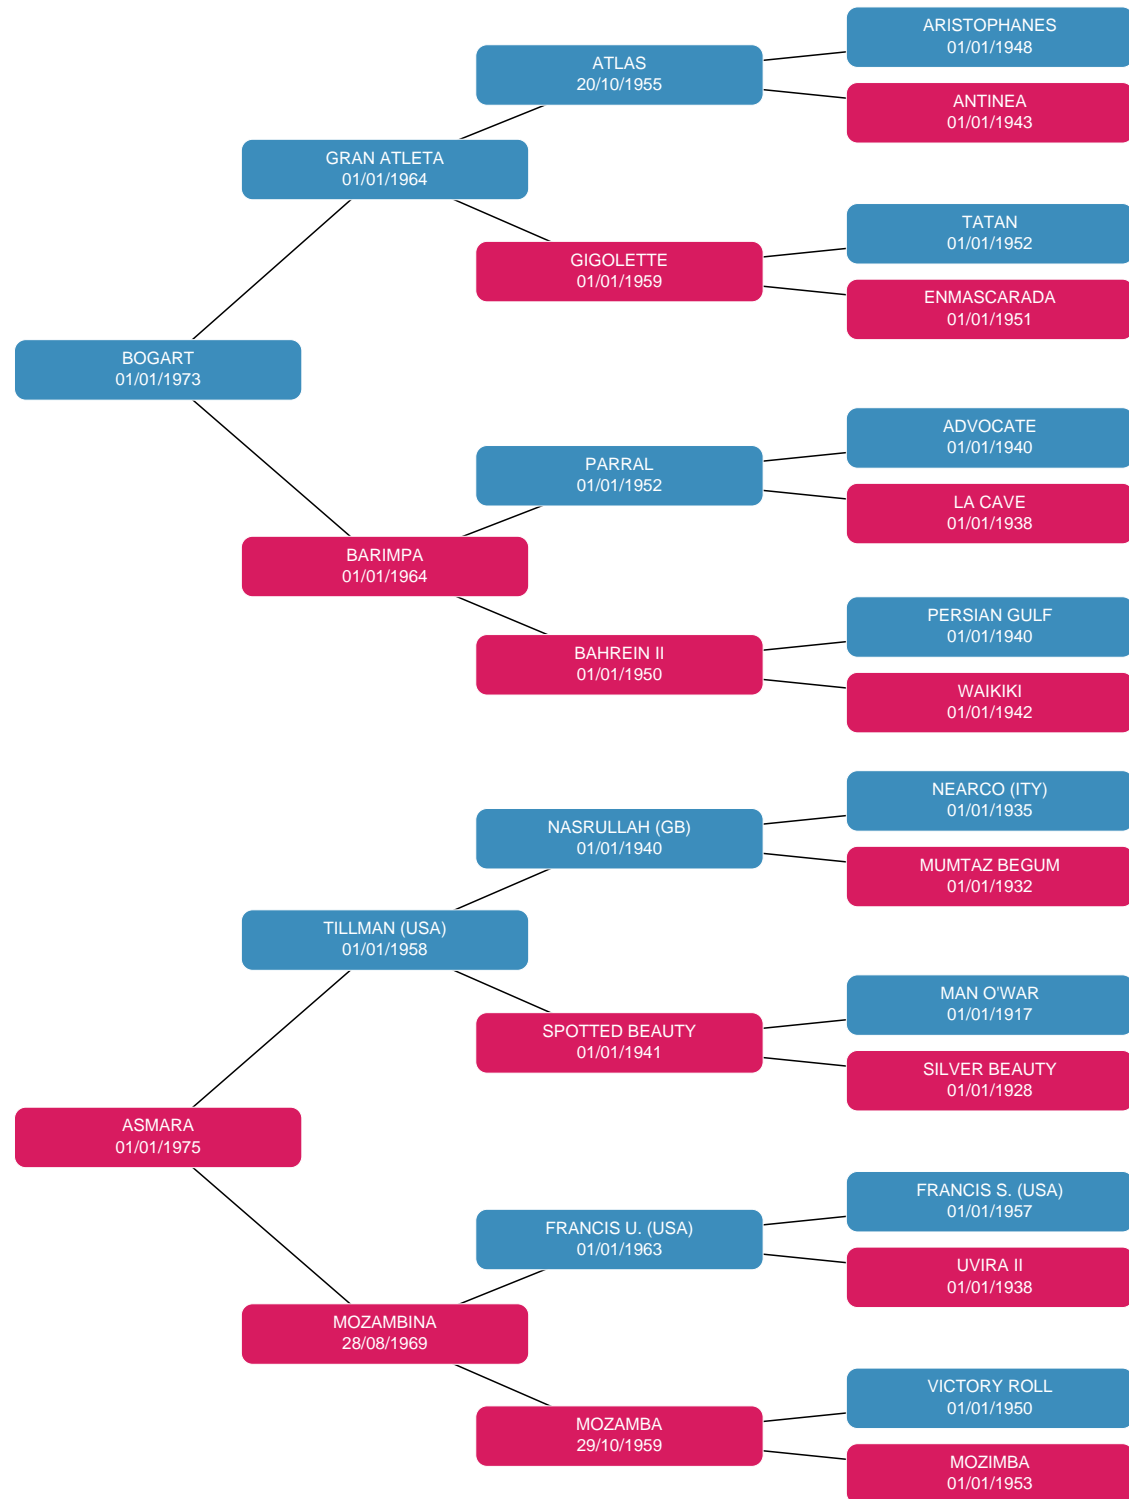 ARISTOPHANES
01/01/1948
ATLAS
20/10/1955
ANTINEA
01/01/1943
GRAN ATLETA
01/01/1964
TATAN
01/01/1952
GIGOLETTE
01/01/1959
ENMASCARADA
01/01/1951
BOGART
01/01/1973
ADVOCATE
01/01/1940
PARRAL
01/01/1952
LA CAVE
01/01/1938
BARIMPA
01/01/1964
PERSIAN GULF
01/01/1940
BAHREIN II
01/01/1950
WAIKIKI
01/01/1942
NEARCO (ITY)
01/01/1935
NASRULLAH (GB)
01/01/1940
MUMTAZ BEGUM
01/01/1932
TILLMAN (USA)
01/01/1958
MAN O'WAR
01/01/1917
SPOTTED BEAUTY
01/01/1941
SILVER BEAUTY
01/01/1928
ASMARA
01/01/1975
FRANCIS S. (USA)
01/01/1957
FRANCIS U. (USA)
01/01/1963
UVIRA II
01/01/1938
MOZAMBINA
28/08/1969
VICTORY ROLL
01/01/1950
MOZAMBA
29/10/1959
MOZIMBA
01/01/1953